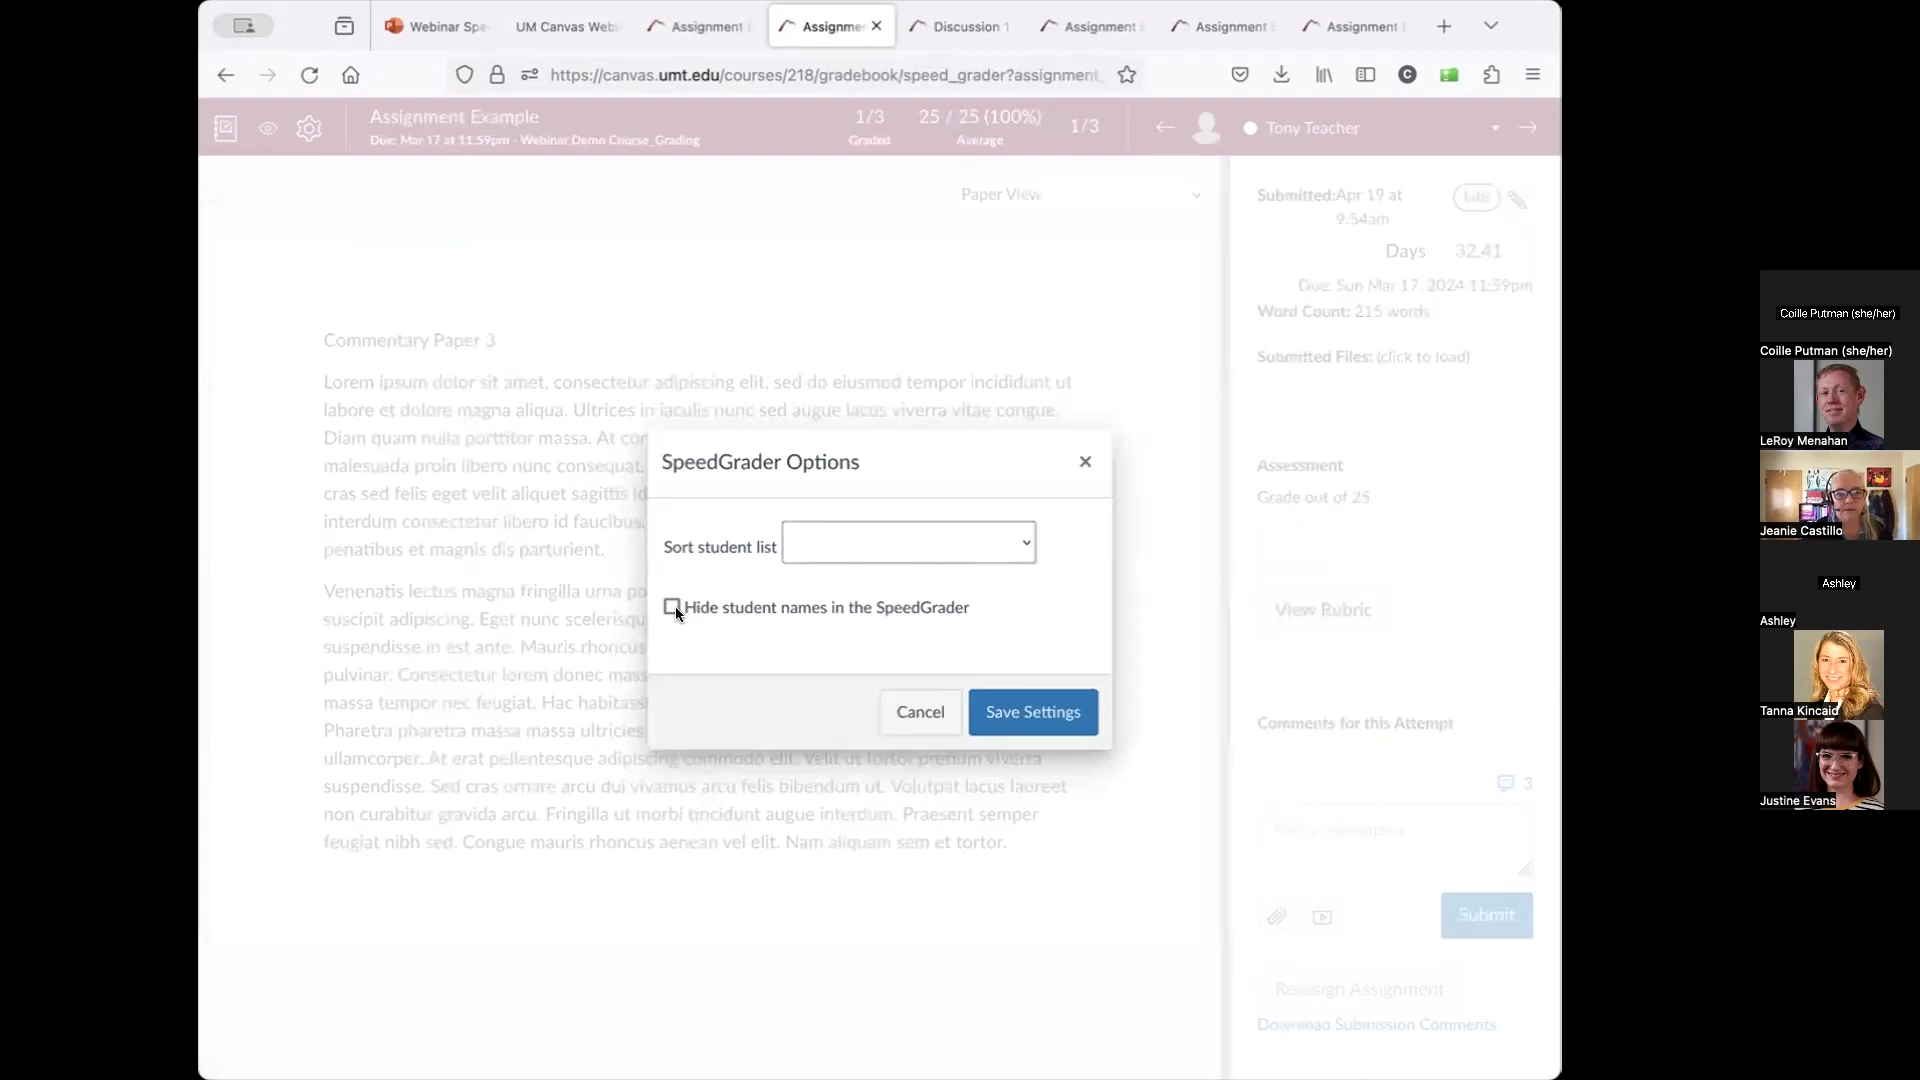 Webinar Spe
UM Canvas Webi
Assignment E
Assignme
Discussion 1
Assignment E
Assignment E
Assignment E
https://canvas.umt.edu/courses/218/gradebook/speed_grader?assignment_
Assignment Example
Due: Mar 17 at 11:59pm - Webinar Demo Course_Grading
1/3
Graded
25 / 25 (100%)
Average
1/3
Tony Teacher
Paper View
Submitted: Apr 19 at
9:54am
late
Days 32.41
Due: Sun Mar 17, 2024 11:59pm
Word Count: 215 words
Submitted Files: (click to load)
Commentary Paper 3
Lorem ipsum dolor sit amet, consectetur adipiscing elit, sed do eiusmod tempor incididunt ut
labore et dolore magna aliqua. Ultrices in iaculis nunc sed augue lacus viverra vitae congue.
Diam quam nulla porttitor massa. At cor
malesuada proin libero nunc consequat.
cras sed felis eget velit aliquet sagittis id
interdum consectetur libero id faucibus.
penatibus et magnis dis parturient.
Venenatis lectus magna fringilla urna po
suscipit adipiscing. Eget nunc scelerisqu
suspendisse in est ante. Mauris rhoncus
pulvinar. Consectetur lorem donec mass
massa tempor nec feugiat. Hac habitass
Pharetra pharetra massa massa ultricies
ullamcorper. At erat pellentesque adipiscing commodo elit. Velit ut tortor pretium viverra
suspendisse. Sed cras ornare arcu dui vivamus arcu felis bibendum ut. Volutpat lacus laoreet
non curabitur gravida arcu. Fringilla ut morbi tincidunt augue interdum. Praesent semper
feugiat nibh sed. Congue mauris rhoncus aenean vel elit. Nam aliquam sem et tortor.
SpeedGrader Options
Sort student list
Hide student names in the SpeedGrader
Cancel
Save Settings
Assessment
Grade out of 25
View Rubric
Comments for this Attempt
3
Submit
Reassign Assignment
Download Submission Comments
Coille Putman (she/her)
Coille Putman (she/her)
LeRoy Menahan
Jeanie Castillo
Ashley
Ashley
Tanna Kincaid
Justine Evans